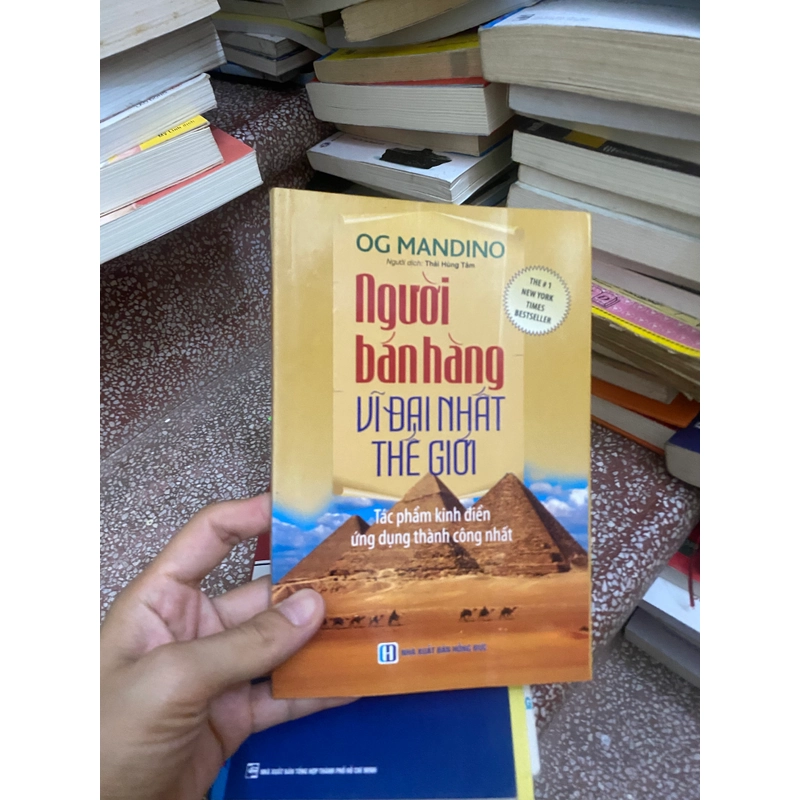 OG MANDINO
Người dịch: Thái Hùng Tâm
THE # 1
NEW YORK
TIMES
BESTSELLER
Người
bán hàng
VĨ ĐẠI NHẤT
THẾ GIỚI
Tác phẩm kinh điển
ứng dụng thành công nhất
NHÀ XUẤT BẢN HỒNG ĐỨC
NHÀ XUẤT BẢN TỔNG HỢP THÀNH PHỐ HỒ CHÍ MINH